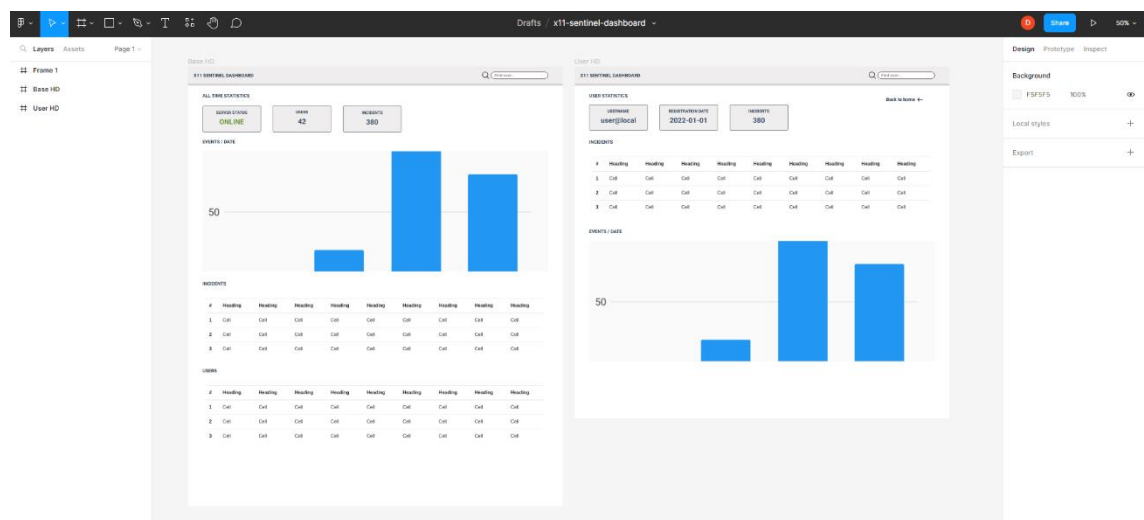 Drafts / x11-sentinel-dashboard
D Share 50%
Layers Assets Page 1
Frame 1
Base HD
User HD
Base HD
X11 SENTINEL DASHBOARD
ALL TIME STATISTICS
SERVER STATUS USERS INCIDENTS
ONLINE 42 380
EVENTS / DATE
50
INCIDENTS
# Heading Heading Heading Heading Heading Heading Heading Heading Heading
1 Cell Cell Cell Cell Cell Cell Cell Cell Cell
2 Cell Cell Cell Cell Cell Cell Cell Cell Cell
3 Cell Cell Cell Cell Cell Cell Cell Cell Cell
USERS
# Heading Heading Heading Heading Heading Heading Heading Heading Heading
1 Cell Cell Cell Cell Cell Cell Cell Cell Cell
2 Cell Cell Cell Cell Cell Cell Cell Cell Cell
3 Cell Cell Cell Cell Cell Cell Cell Cell Cell
User HD
X11 SENTINEL DASHBOARD
USER STATISTICS
Back to home ←
USERNAME REGISTRATION DATE INCIDENTS
user@local 2022-01-01 380
INCIDENTS
# Heading Heading Heading Heading Heading Heading Heading Heading Heading
1 Cell Cell Cell Cell Cell Cell Cell Cell Cell
2 Cell Cell Cell Cell Cell Cell Cell Cell Cell
3 Cell Cell Cell Cell Cell Cell Cell Cell Cell
EVENTS / DATE
50
Design Prototype Inspect
Background
F5F5F5 100%
Local styles
Export